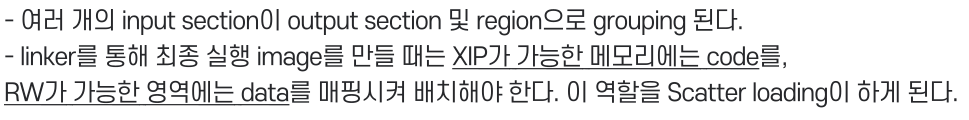 - 여러 개의 input section이 output section 및 region으로 grouping 된다.
- linker를 통해 최종 실행 image를 만들 때는 XIP가 가능한 메모리에는 code를,
RW가 가능한 영역에는 data를 매핑시켜 배치해야 한다. 이 역할을 Scatter loading이 하게 된다.